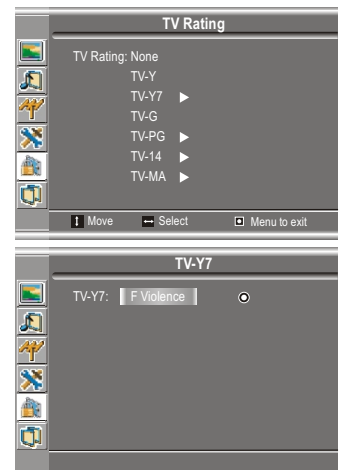 TV Rating
TV Rating: None
TV-Y
TV-Y7
TV-G
TV-PG
TV-14
TV-MA
Move Select Menu to exit
TV-Y7
TV-Y7: F Violence